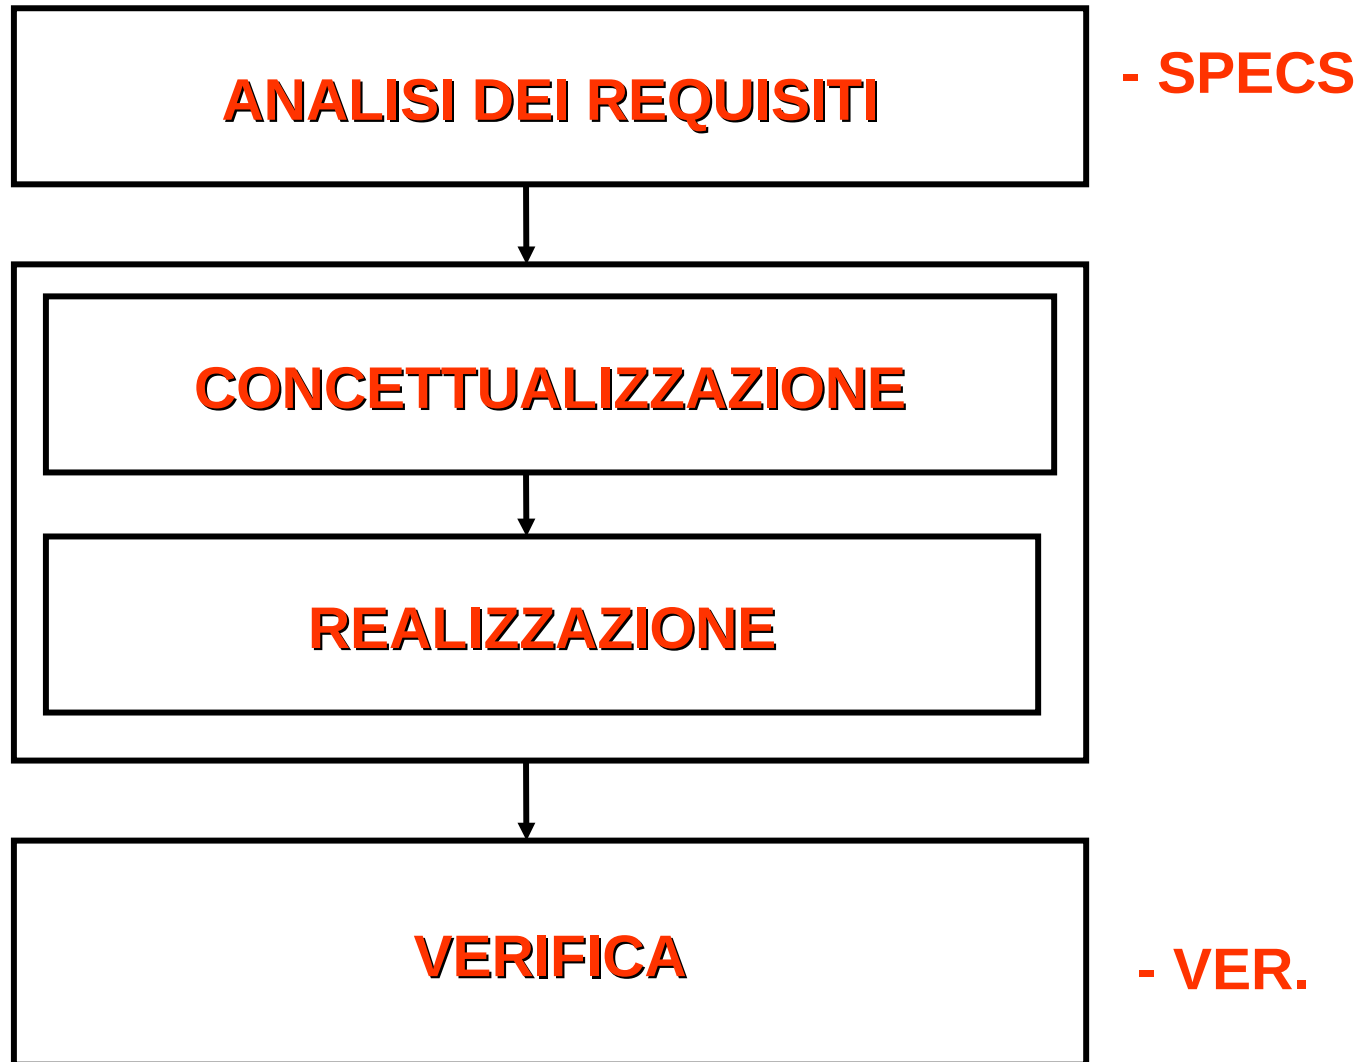 ANALISI DEI REQUISITI
- SPECS
CONCETTUALIZZAZIONE
REALIZZAZIONE
VERIFICA
- VER.